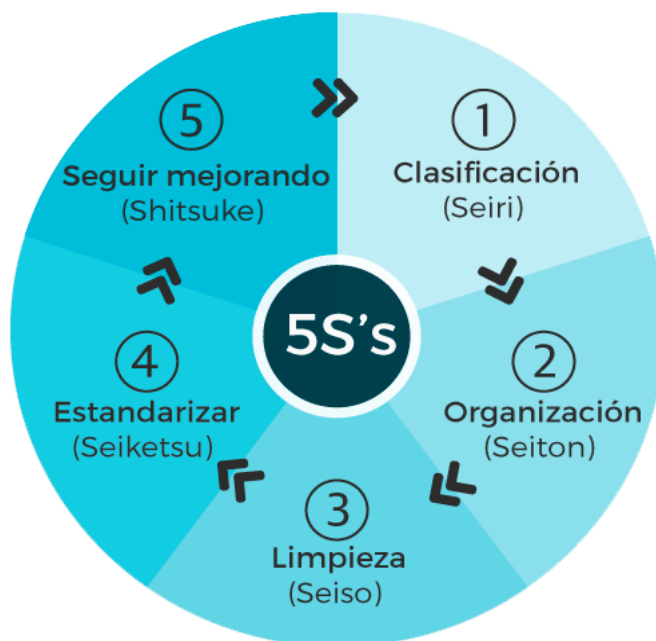 1
Clasificación
(Seiri)
2
Organización
(Seiton)
3
Limpieza
(Seiso)
4
Estandarizar
(Seiketsu)
5
Seguir mejorando
(Shitsuke)
5S's